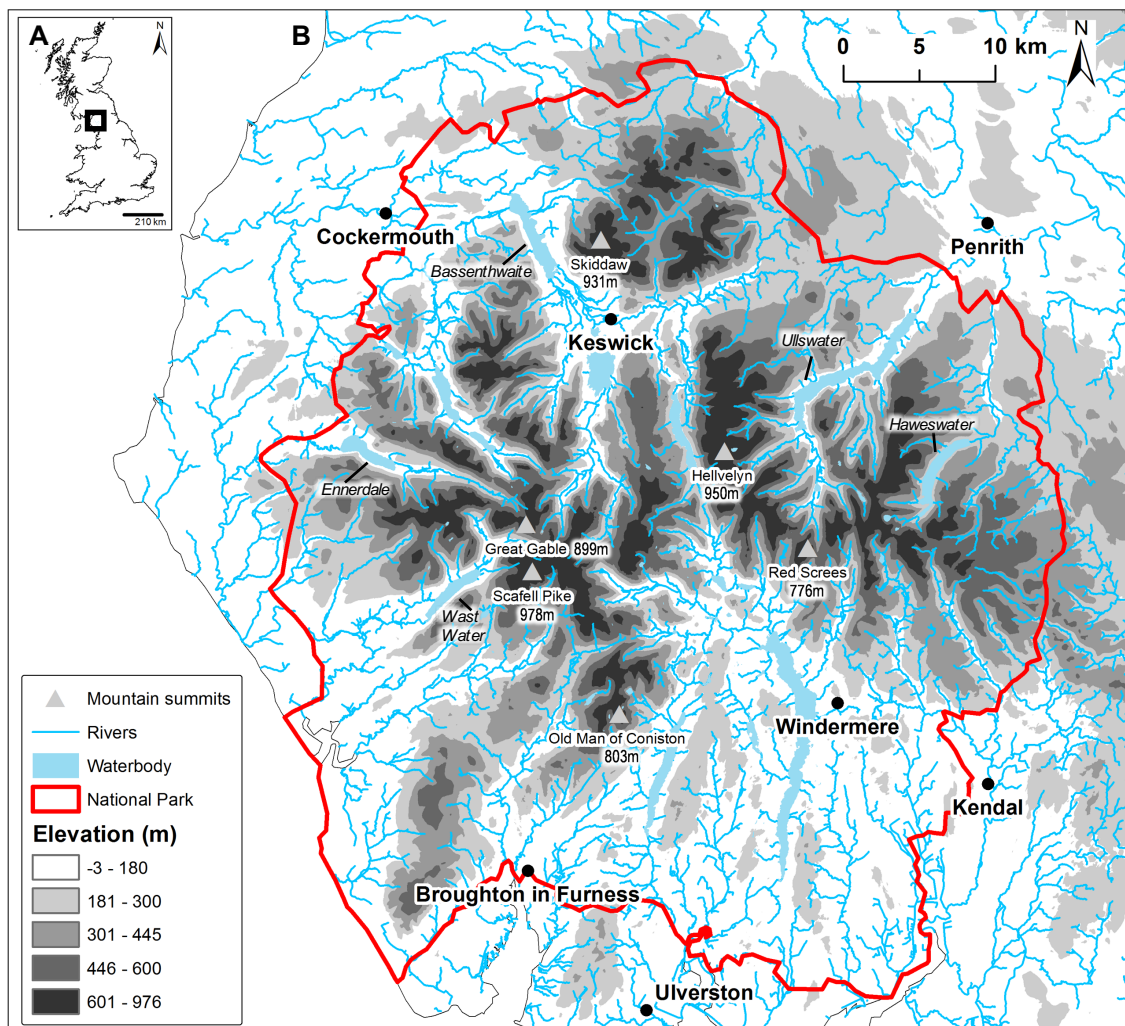 A
N
210 km
B
0 5 10 km
N
Cockermouth
Penrith
Bassenthwaite
Skiddaw
931m
Keswick
Ullswater
Haweswater
Ennerdale
Hellvelyn
950m
Great Gable 899m
Scafell Pike
978m
Red Screes
776m
Wast
Water
Old Man of Coniston
803m
Windermere
Kendal
Broughton in Furness
Ulverston
Mountain summits
Rivers
Waterbody
National Park
Elevation (m)
-3 - 180
181 - 300
301 - 445
446 - 600
601 - 976